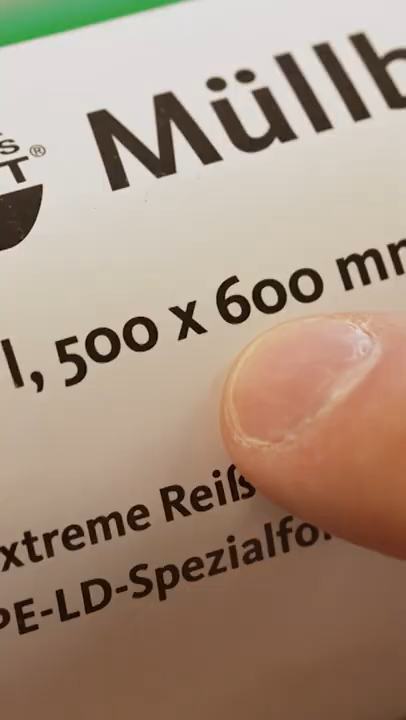 S
T®
Müllb
l, 500 x 600 mm
xtreme Reiß
PE-LD-Spezialfo